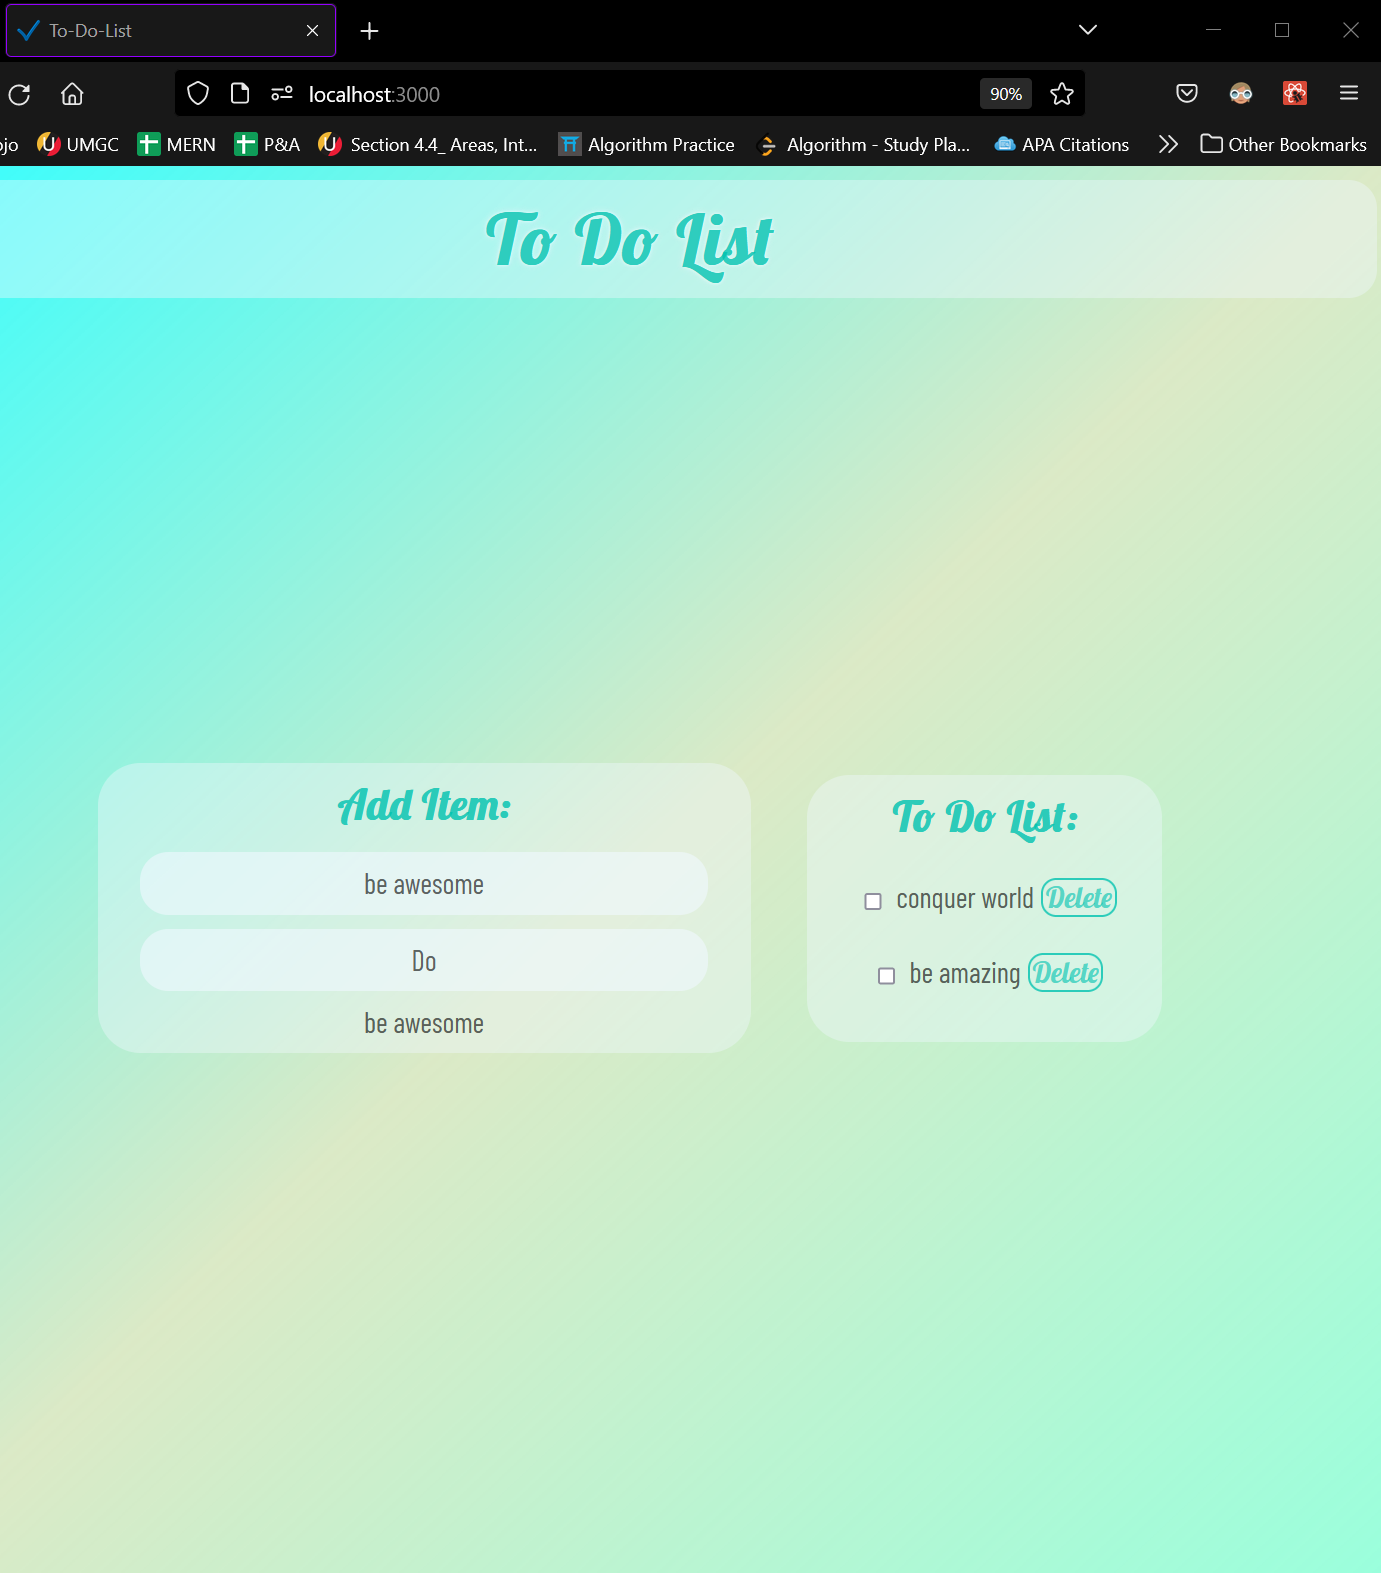 To-Do-List
localhost:3000
90%
ojo
UMGC
MERN
P&A
Section 4.4_ Areas, Int...
Algorithm Practice
Algorithm - Study Pla...
APA Citations
Other Bookmarks
To Do List
Add Item:
be awesome
Do
be awesome
To Do List:
conquer world Delete
be amazing Delete